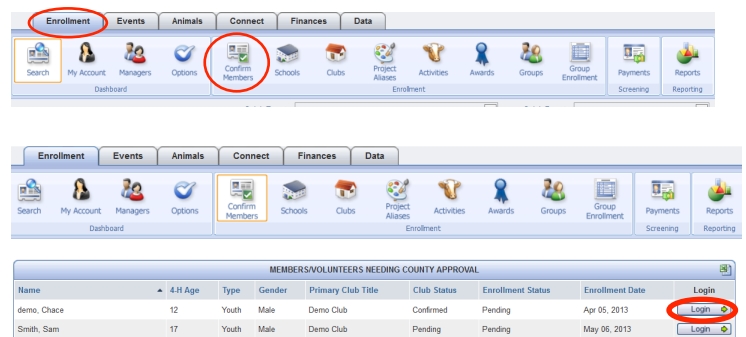 Enrollment Events Animals Connect Finances Data
Search My Account Managers Options Confirm Members Schools Clubs Project Aliases Activities Awards Groups Group Enrollment Payments Reports
Dashboard Enrollment Screening Reporting
Enrollment Events Animals Connect Finances Data
Search My Account Managers Options Confirm Members Schools Clubs Project Aliases Activities Awards Groups Group Enrollment Payments Reports
Dashboard Enrollment Screening Reporting
MEMBERS/VOLUNTEERS NEEDING COUNTY APPROVAL
Name 4-H Age Type Gender Primary Club Title Club Status Enrollment Status Enrollment Date Login
demo, Chace 12 Youth Male Demo Club Confirmed Pending Apr 05, 2013 Login
Smith, Sam 17 Youth Male Demo Club Pending Pending May 06, 2013 Login